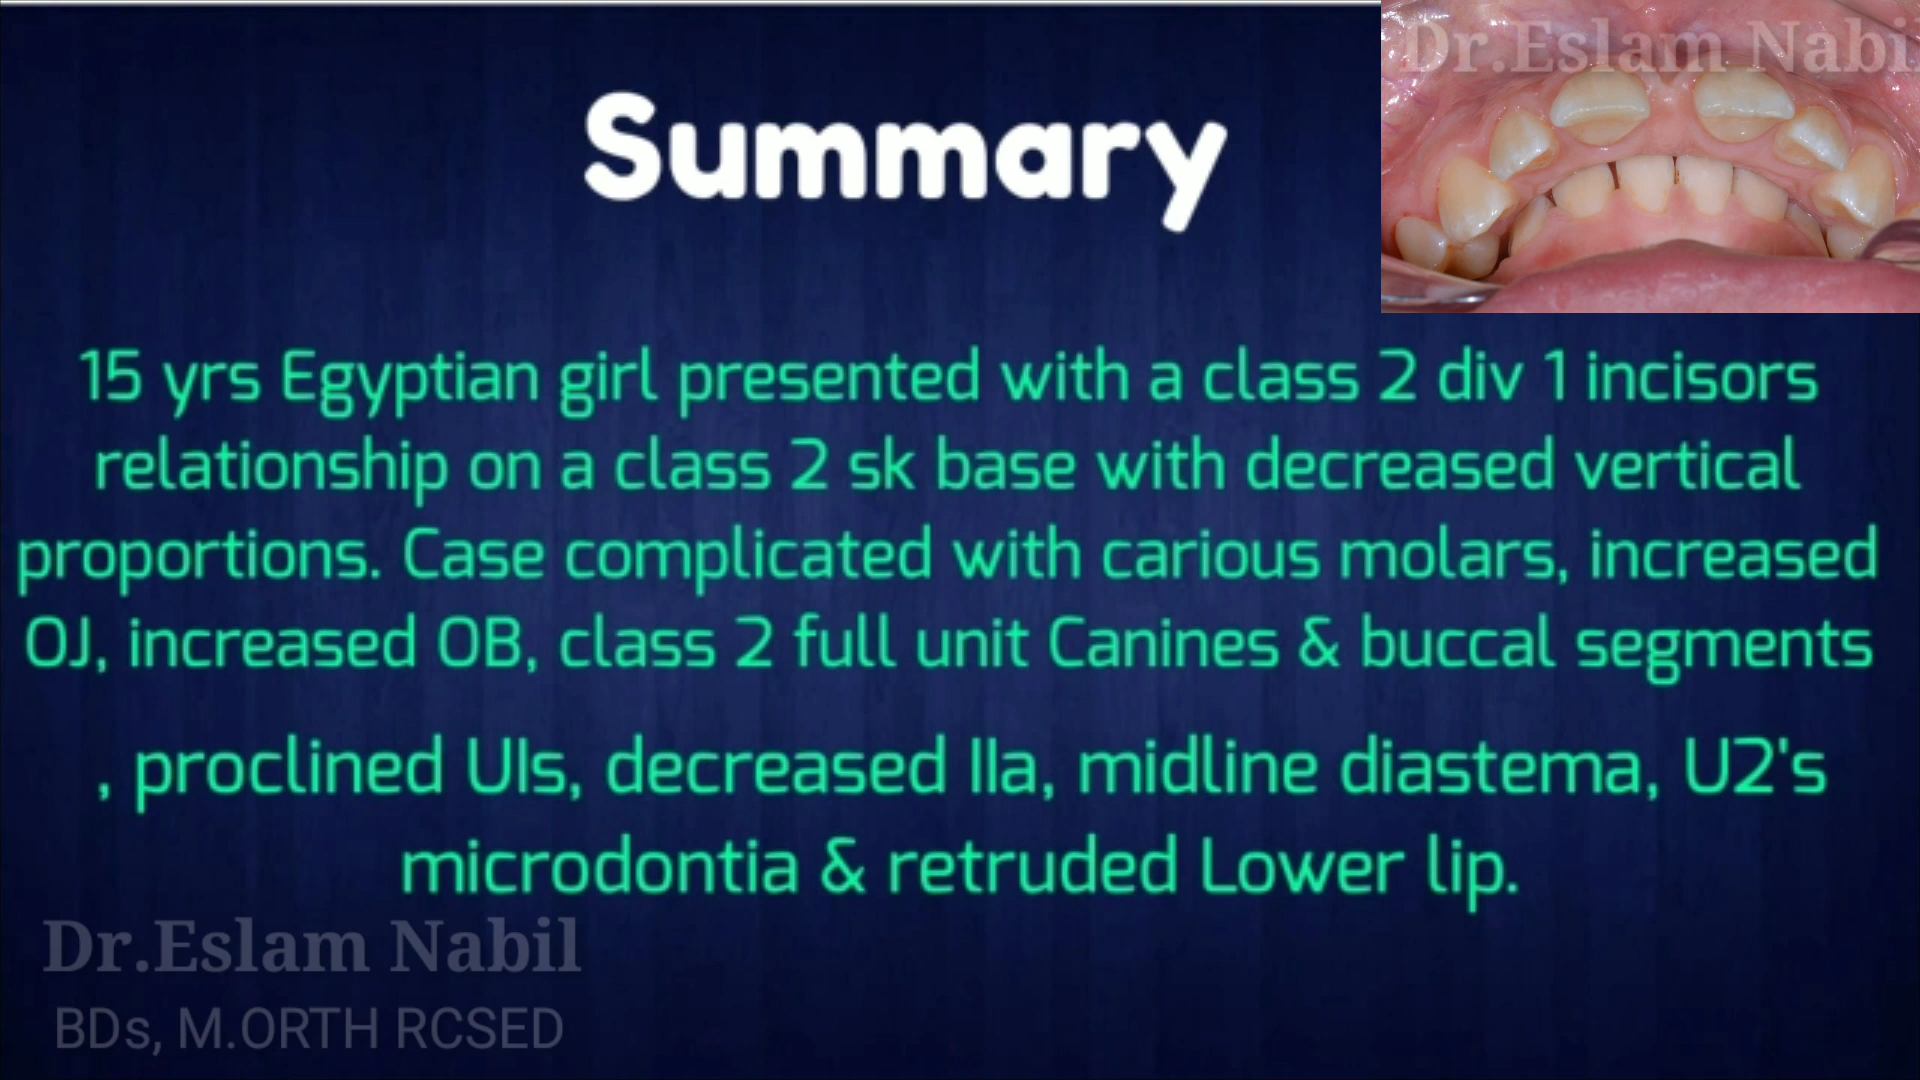 Dr.Eslam Nabi
Summary
15 yrs Egyptian girl presented with a class 2 div 1 incisors
relationship on a class 2 sk base with decreased vertical
proportions. Case complicated with carious molars, increased
OJ, increased OB, class 2 full unit Canines & buccal segments
, proclined UIs, decreased IIa, midline diastema, U2's
microdontia & retruded Lower lip.
Dr.Eslam Nabil
BDs, M.ORTH RCSED